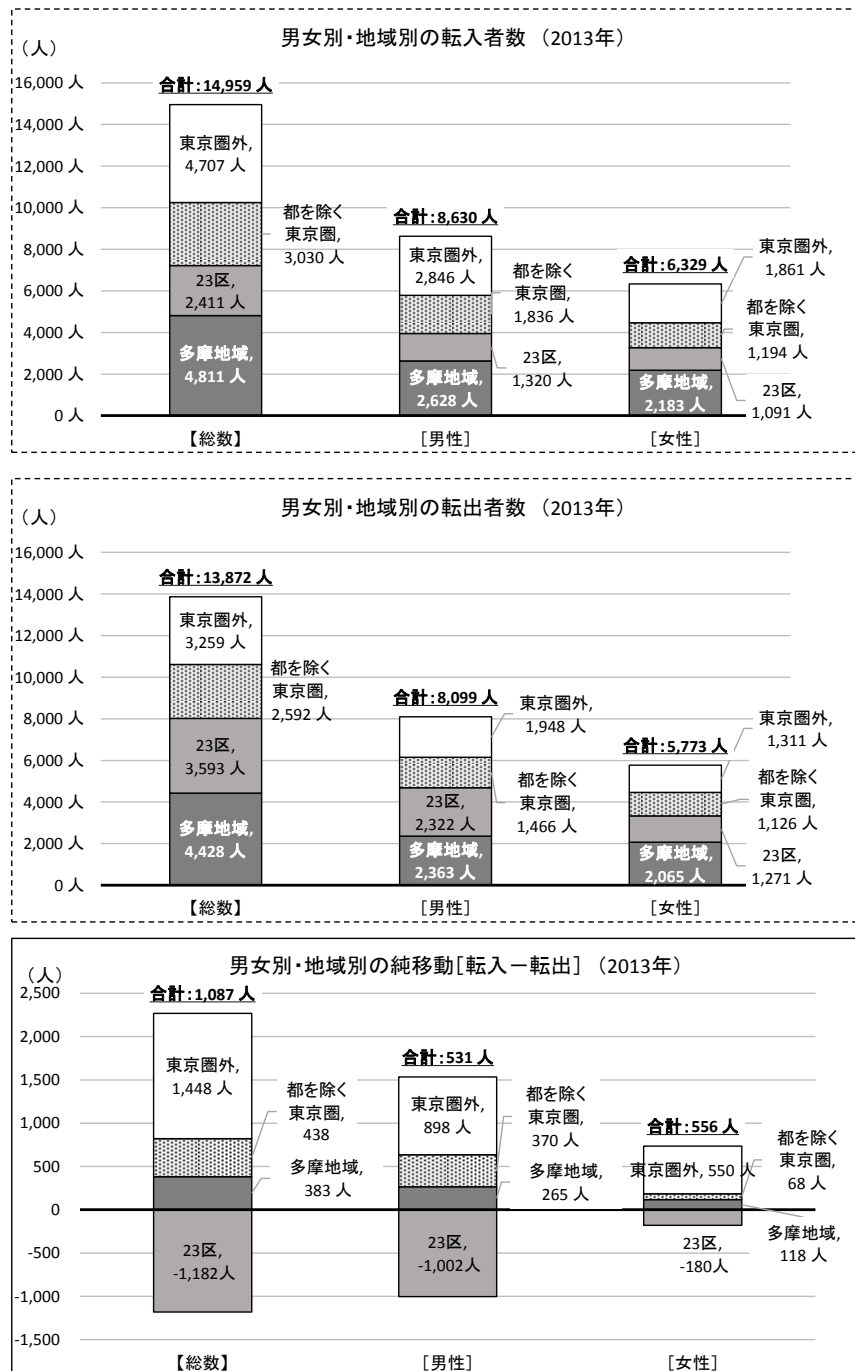 男女別・地域別の転入者数 （2013年）
（人）
16,000 人
14,000 人
12,000 人
10,000 人
8,000 人
6,000 人
4,000 人
2,000 人
0 人
合計：14,959 人
東京圏外,
4,707 人
都を除く
東京圏,
3,030 人
23区,
2,411 人
多摩地域,
4,811 人
合計：8,630 人
東京圏外,
2,846 人
都を除く
東京圏,
1,836 人
23区,
1,320 人
多摩地域,
2,628 人
合計：6,329 人
東京圏外,
1,861 人
都を除く
東京圏,
1,194 人
23区,
1,091 人
多摩地域,
2,183 人
【総数】
［男性］
［女性］
男女別・地域別の転出者数 （2013年）
（人）
16,000 人
14,000 人
12,000 人
10,000 人
8,000 人
6,000 人
4,000 人
2,000 人
0 人
合計：13,872 人
東京圏外,
3,259 人
都を除く
東京圏,
2,592 人
23区,
3,593 人
多摩地域,
4,428 人
合計：8,099 人
東京圏外,
1,948 人
都を除く
東京圏,
1,466 人
23区,
2,322 人
多摩地域,
2,363 人
合計：5,773 人
東京圏外,
1,311 人
都を除く
東京圏,
1,126 人
23区,
1,271 人
多摩地域,
2,065 人
【総数】
［男性］
［女性］
男女別・地域別の純移動［転入－転出］ （2013年）
（人）
2,500
2,000
1,500
1,000
500
0
-500
-1,000
-1,500
合計：1,087 人
東京圏外,
1,448 人
都を除く
東京圏,
438
多摩地域,
383 人
23区,
-1,182人
合計：531 人
東京圏外,
898 人
都を除く
東京圏,
370 人
多摩地域,
265 人
23区,
-1,002人
合計：556 人
東京圏外, 550 人
都を除く
東京圏,
68 人
多摩地域,
118 人
23区,
-180人
【総数】
［男性］
［女性］